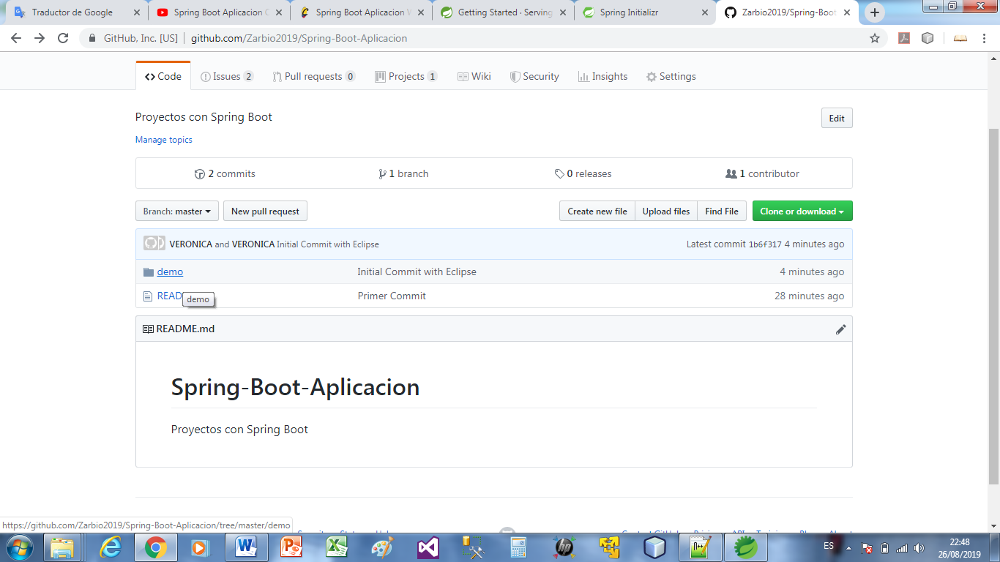 Traductor de Google
Spring Boot Aplicacion
Spring Boot Aplicacion
Getting Started · Serving
Spring Initializr
Zarbio2019/Spring-Boot
GitHub, Inc. [US] | github.com/Zarbio2019/Spring-Boot-Aplicacion
Code Issues 2 Pull requests 0 Projects 1 Wiki Security Insights Settings
Proyectos con Spring Boot
Edit
Manage topics
2 commits 1 branch 0 releases 1 contributor
Branch: master New pull request Create new file Upload files Find File Clone or download
VERONICA and VERONICA Initial Commit with Eclipse Latest commit 1b6f317 4 minutes ago
demo Initial Commit with Eclipse 4 minutes ago
READ Primer Commit 28 minutes ago
demo
README.md
Spring-Boot-Aplicacion
Proyectos con Spring Boot
https://github.com/Zarbio2019/Spring-Boot-Aplicacion/tree/master/demo
ES
22:48
26/08/2019